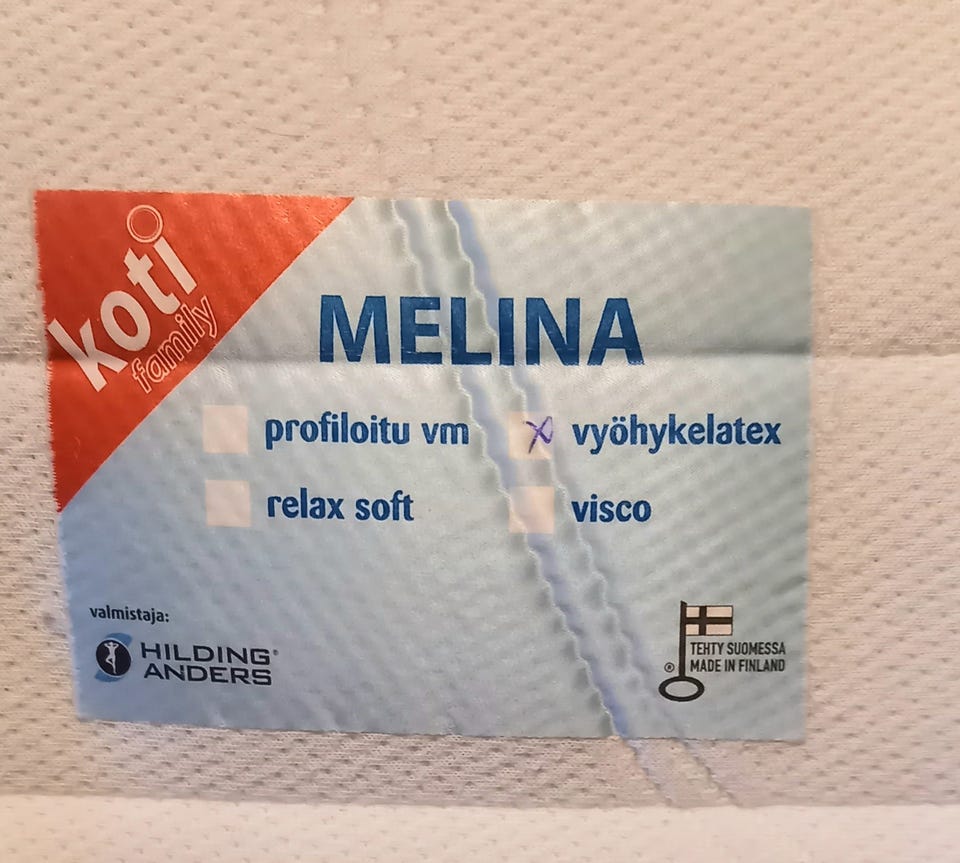 koti
family
MELINA
profiloitu vm
x vyöhykelatex
relax soft
visco
valmistaja:
HILDING®
ANDERS
TEHTY SUOMESSA
® MADE IN FINLAND